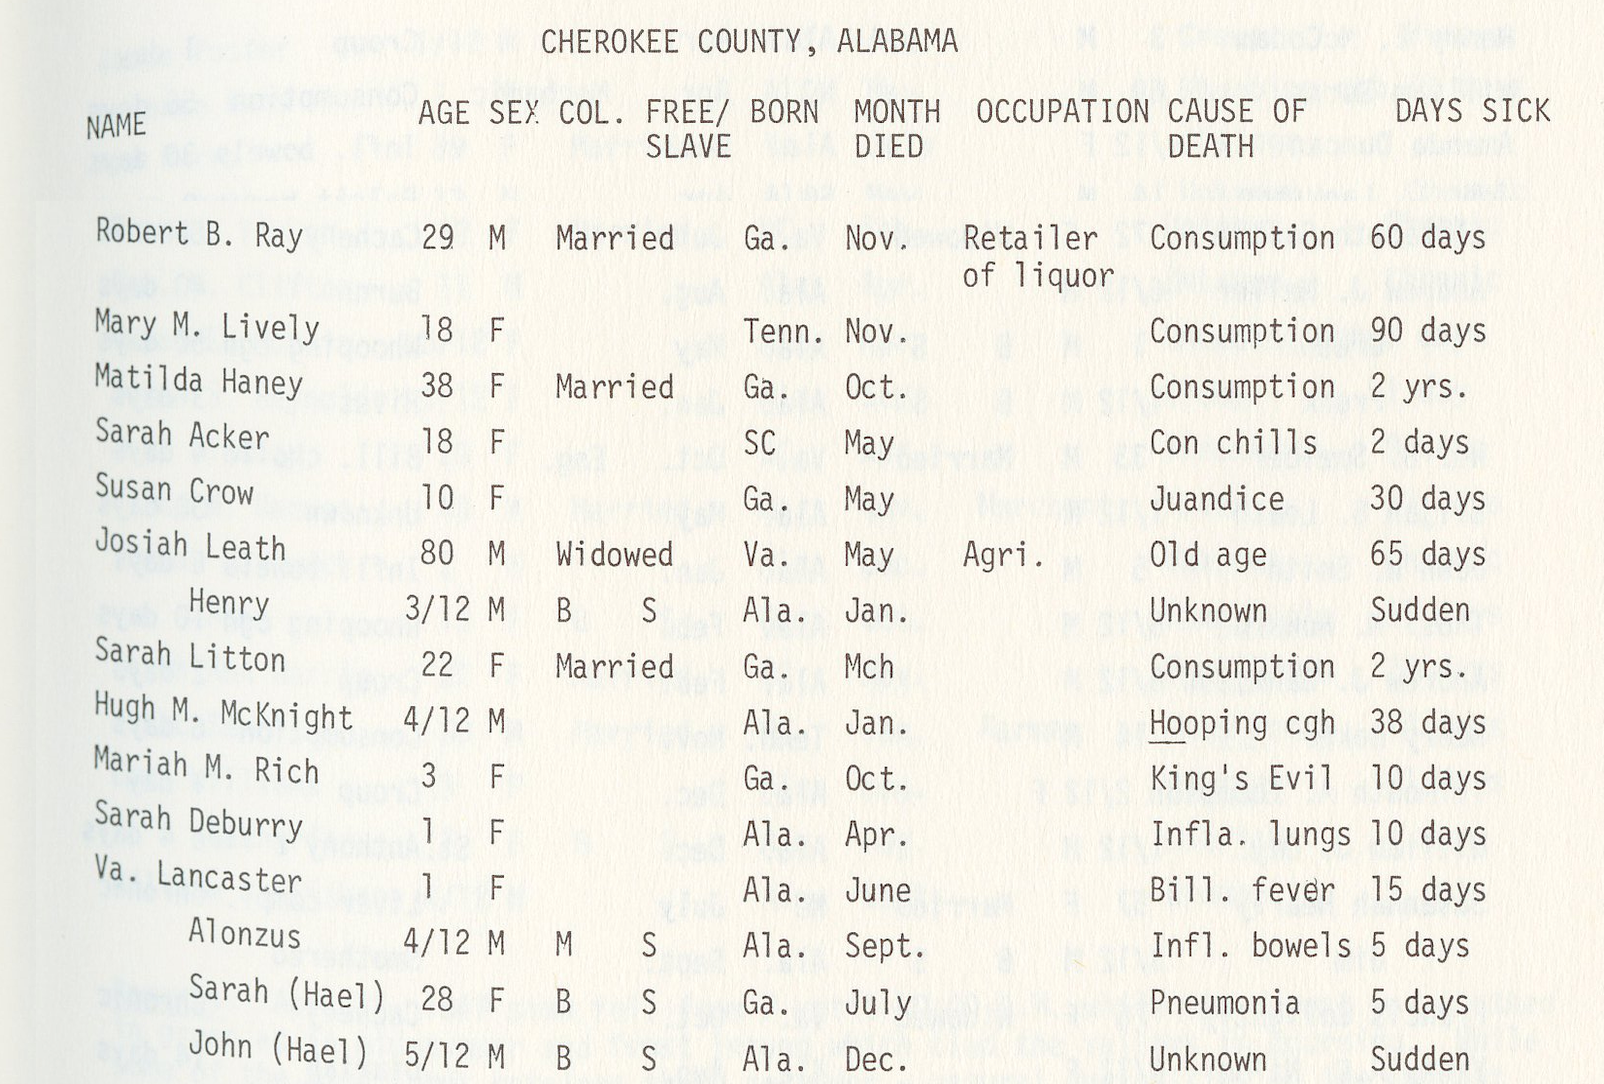 CHEROKEE COUNTY, ALABAMA
NAME AGE SEX COL. FREE/ BORN MONTH OCCUPATION CAUSE OF DAYS SICK
SLAVE DIED DEATH
Robert B. Ray 29 M Married Ga. Nov. Retailer Consumption 60 days
of liquor
Mary M. Lively 18 F Tenn. Nov. Consumption 90 days
Matilda Haney 38 F Married Ga. Oct. Consumption 2 yrs.
Sarah Acker 18 F SC May Con chills 2 days
Susan Crow 10 F Ga. May Juandice 30 days
Josiah Leath 80 M Widowed Va. May Agri. Old age 65 days
Henry 3/12 M B S Ala. Jan. Unknown Sudden
Sarah Litton 22 F Married Ga. Mch Consumption 2 yrs.
Hugh M. McKnight 4/12 M Ala. Jan. Hooping cgh 38 days
Mariah M. Rich 3 F Ga. Oct. King's Evil 10 days
Sarah Deburry 1 F Ala. Apr. Infla. lungs 10 days
Va. Lancaster 1 F Ala. June Bill. fever 15 days
Alonzus 4/12 M M S Ala. Sept. Infl. bowels 5 days
Sarah (Hael) 28 F B S Ga. July Pneumonia 5 days
John (Hael) 5/12 M B S Ala. Dec. Unknown Sudden